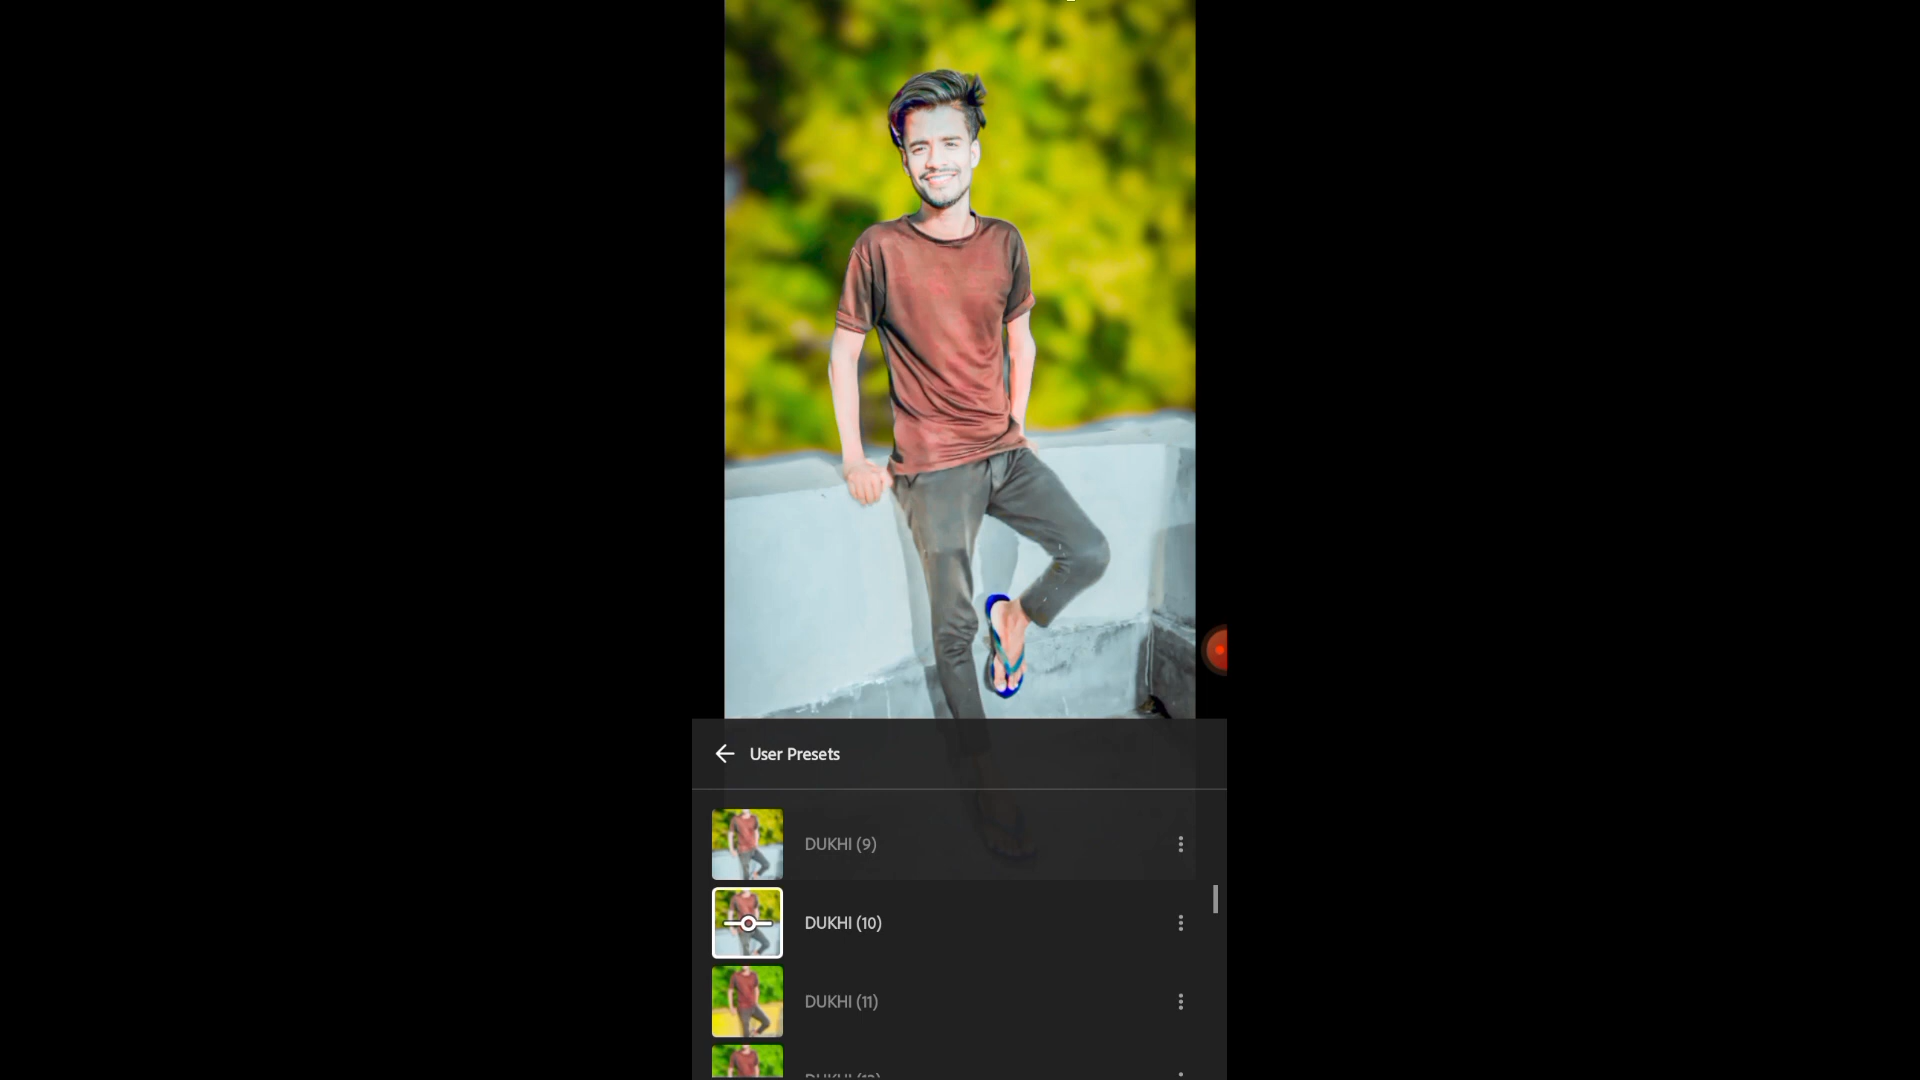 User Presets
DUKHI (9)
DUKHI (10)
DUKHI (11)